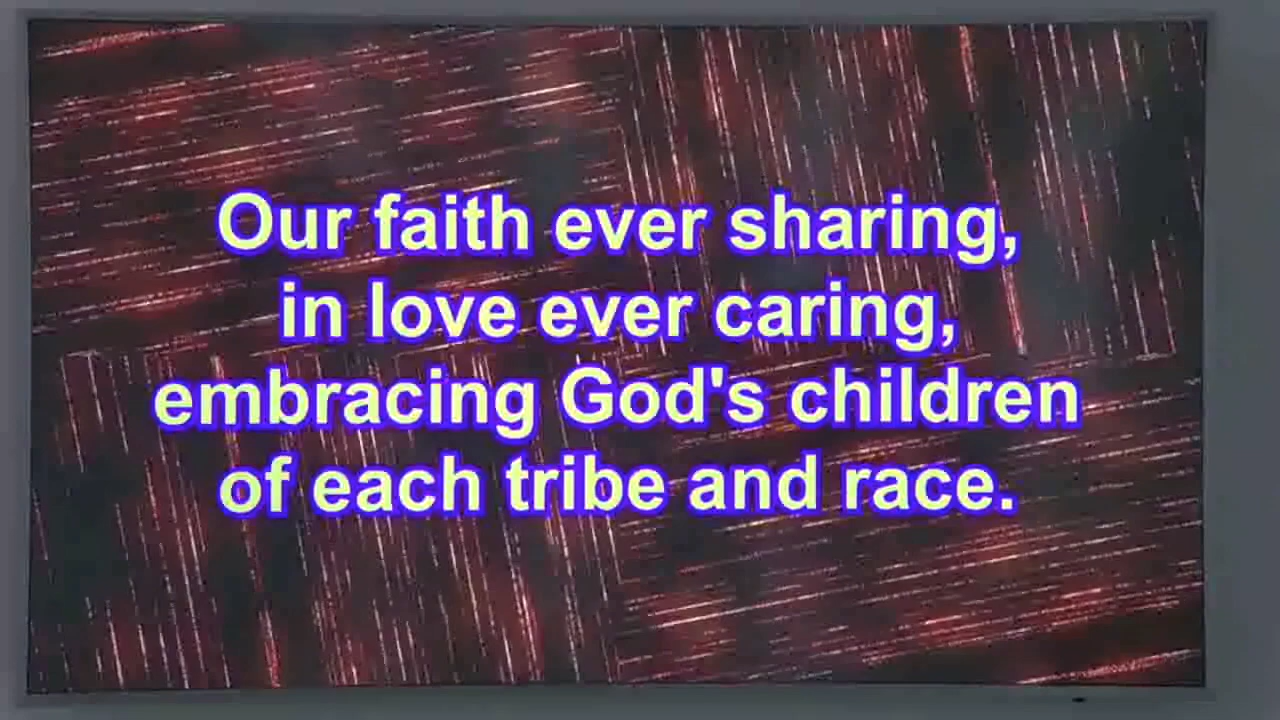 Our faith ever sharing,
in love ever caring,
embracing God's children
of each tribe and race.